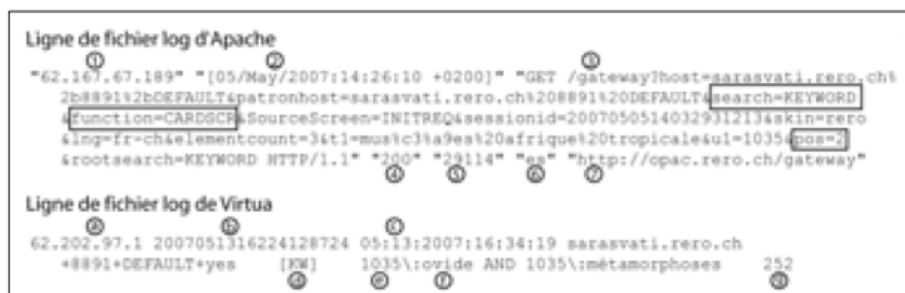 Ligne de fichier log d'Apache
① ② ③
"62.167.67.189" "[05/May/2007:14:26:10 +0200]" "GET /gateway?host=sarasvati.rero.ch%
2b8891%2bDEFAULT&patronhost=sarasvati.rero.ch%208891%20DEFAULT&search=KEYWORD
&function=CARDSCR&SourceScreen=INITREQ&sessionid=2007050514032931213&skin=rero
&lng=fr-ch&elementcount=3&t1=mus%c3%a9es%20afrique%20tropicale&u1=1035&pos=2
&rootsearch=KEYWORD HTTP/1.1" "200" "29114" "es" "http://opac.rero.ch/gateway"
④ ⑤ ⑥ ⑦
Ligne de fichier log de Virtua
ⓐ ⓑ ⓒ
62.202.97.1 2007051316224128724 05:13:2007:16:34:19 sarasvati.rero.ch
+8891+DEFAULT+yes [KW] 1035\:ovide AND 1035\:métamorphoses 252
ⓓ ⓔ ⓕ ⓖ